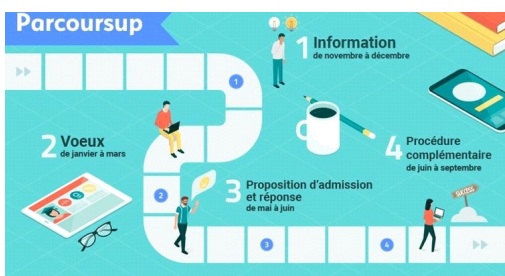 Parcoursup
1 Information
de novembre à décembre
2 Voeux
de janvier à mars
3 Proposition d'admission
et réponse
de mai à juin
4 Procédure
complémentaire
de juin à septembre
1
2
3
4
SUCCESS